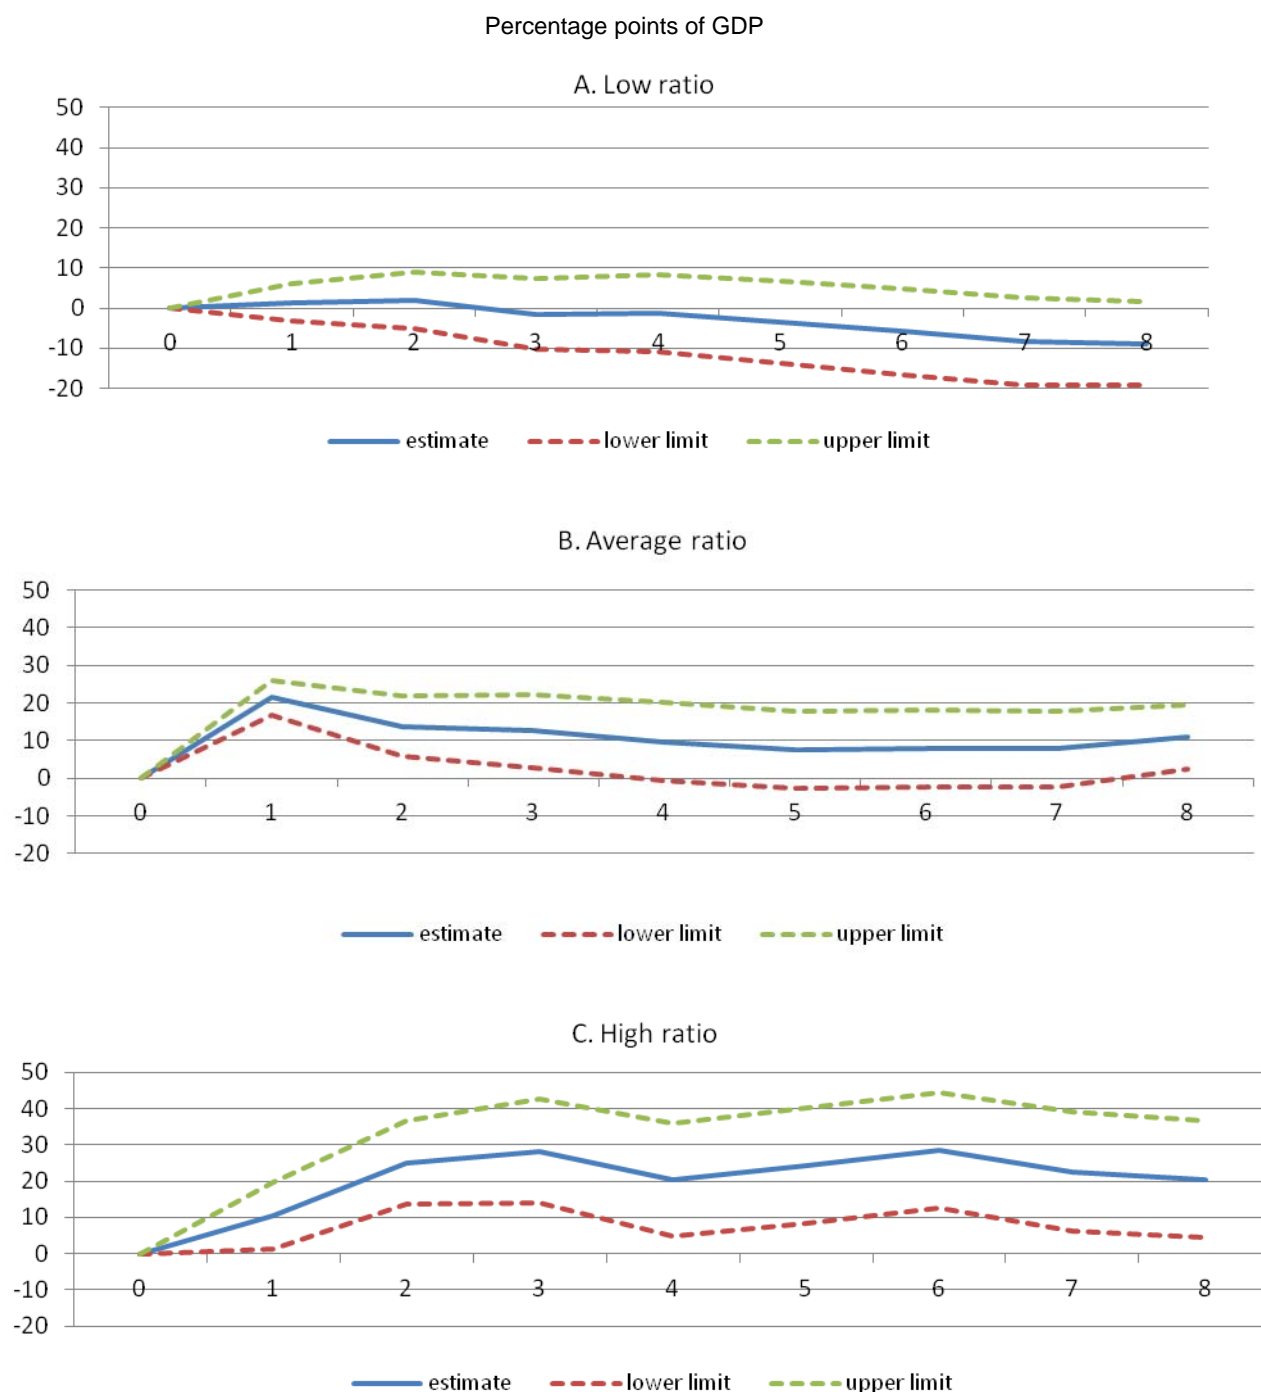 Percentage points of GDP
A. Low ratio
50
40
30
20
10
0
-10
-20
0 1 2 3 4 5 6 7 8
estimate lower limit upper limit
B. Average ratio
50
40
30
20
10
0
-10
-20
0 1 2 3 4 5 6 7 8
estimate lower limit upper limit
C. High ratio
50
40
30
20
10
0
-10
-20
0 1 2 3 4 5 6 7 8
estimate lower limit upper limit